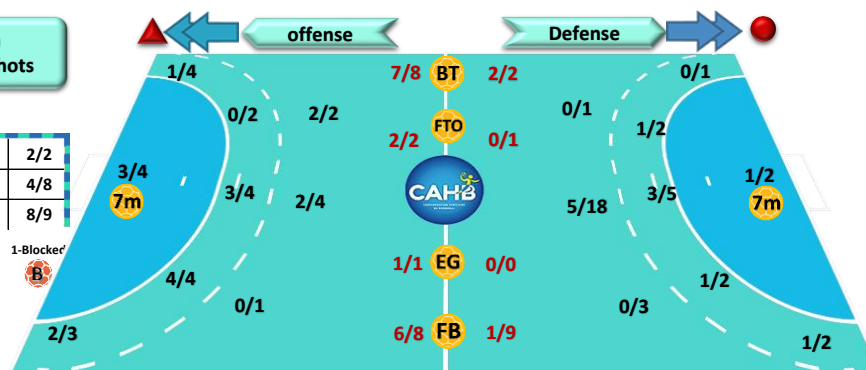 offense
Defense
hots
1/4
7/8 BT 2/2
0/1
0/2
2/2
0/1
FTO
1/2
2/2
0/1
2/2
4/8
8/9
3/4
7m
3/4
2/4
CAHB
5/18
3/5
1/2
7m
1-Blocked
B
4/4
0/1
1/1 EG 0/0
0/3
1/2
2/3
6/8 FB 1/9
1/2